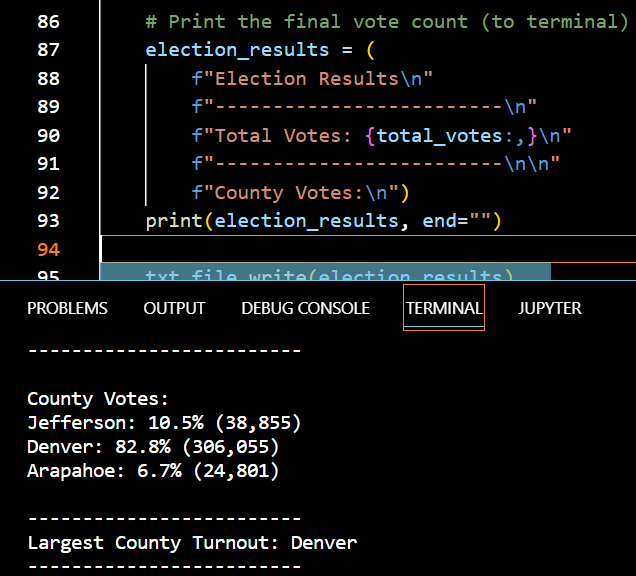 86 # Print the final vote count (to terminal)
87 election_results = (
88 f"Election Results\n"
89 f"--------------------------\n"
90 f"Total Votes: {total_votes:,}\n"
91 f"--------------------------\n\n"
92 f"County Votes:\n")
93 print(election_results, end="")
94
95 txt_file.write(election_results)
PROBLEMS OUTPUT DEBUG CONSOLE TERMINAL JUPYTER
-------------------------
County Votes:
Jefferson: 10.5% (38,855)
Denver: 82.8% (306,055)
Arapahoe: 6.7% (24,801)
-------------------------
Largest County Turnout: Denver
-------------------------